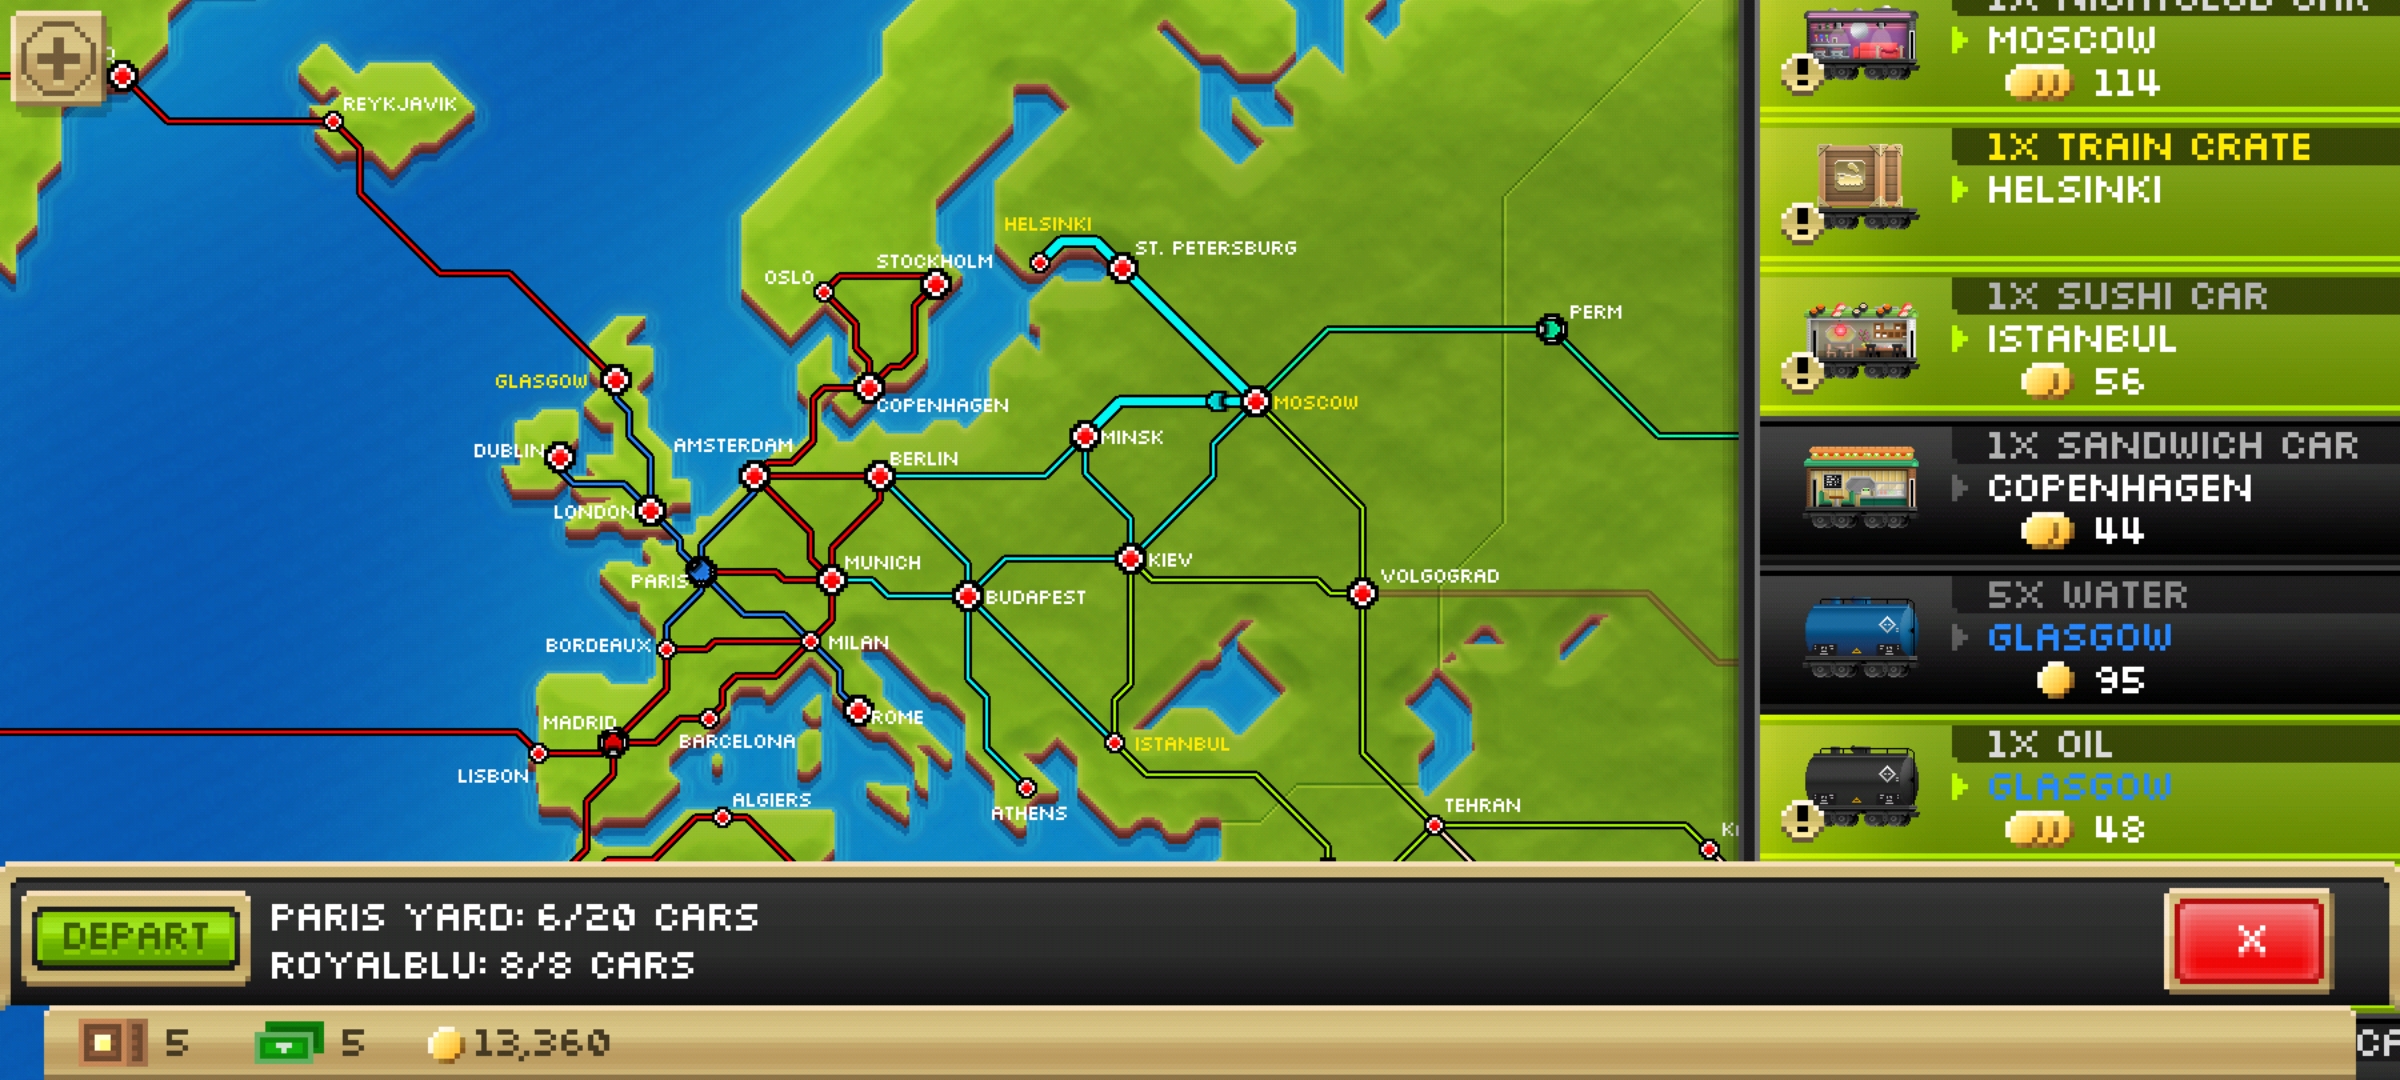 REYKJAVIK
HELSINKI
ST. PETERSBURG
STOCKHOLM
OSLO
PERM
GLASGOW
COPENHAGEN
MOSCOW
DUBLIN
AMSTERDAM
BERLIN
MINSK
LONDON
PARIS
MUNICH
KIEV
VOLGOGRAD
BUDAPEST
BORDEAUX
MILAN
MADRID
ROME
BARCELONA
ISTANBUL
LISBON
ALGIERS
ATHENS
TEHRAN
1X NIGHTCLUB CAR
MOSCOW
114
1X TRAIN CRATE
HELSINKI
1X SUSHI CAR
ISTANBUL
56
1X SANDWICH CAR
COPENHAGEN
44
5X WATER
GLASGOW
95
1X OIL
GLASGOW
48
DEPART
PARIS YARD: 6/20 CARS
ROYALBLU: 8/8 CARS
X
5
5
13,360